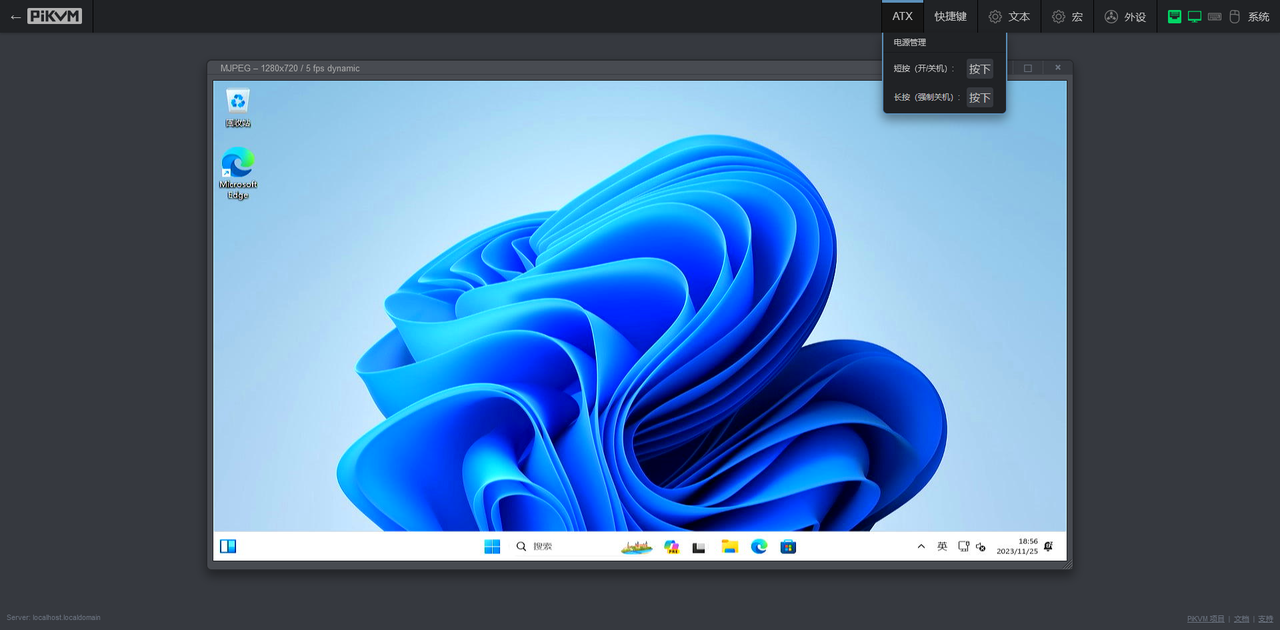 ← PiKVM
ATX
快捷键
文本
宏
外设
系统
电源管理
短按（开/关机）:
按下
长按（强制关机）:
按下
MJPEG – 1280x720 / 5 fps dynamic
回收站
Microsoft
Edge
搜索
英
18:56
2023/11/25
Server: localhost.localdomain
PiKVM 项目 | 文档 | 支持